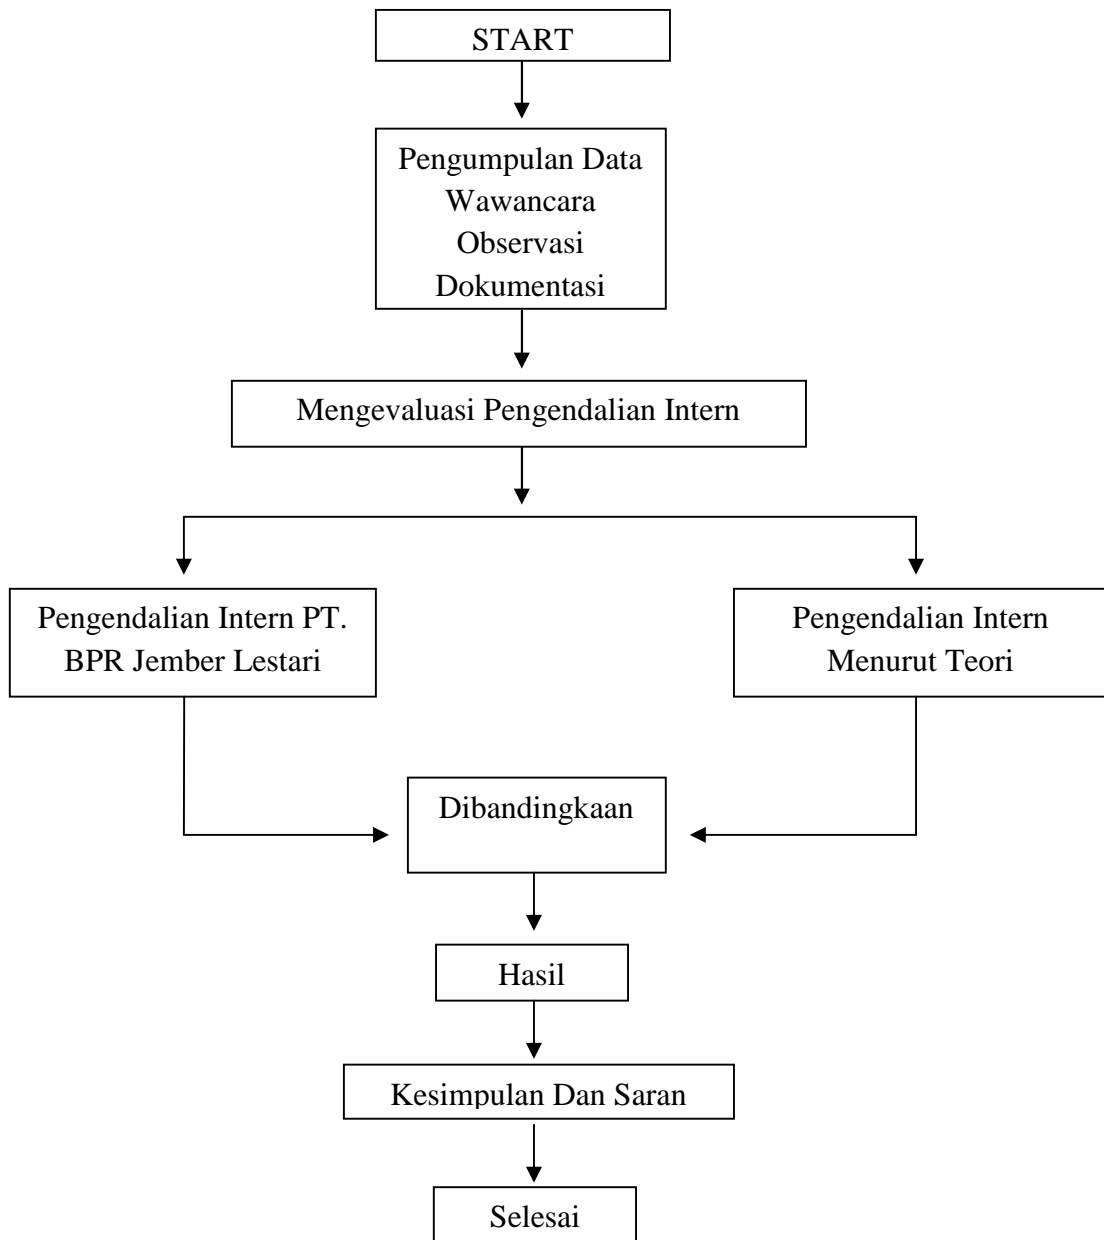 START
Pengumpulan Data
Wawancara
Observasi
Dokumentasi
Mengevaluasi Pengendalian Intern
Pengendalian Intern PT.
BPR Jember Lestari
Pengendalian Intern
Menurut Teori
Dibandingkaan
Hasil
Kesimpulan Dan Saran
Selesai